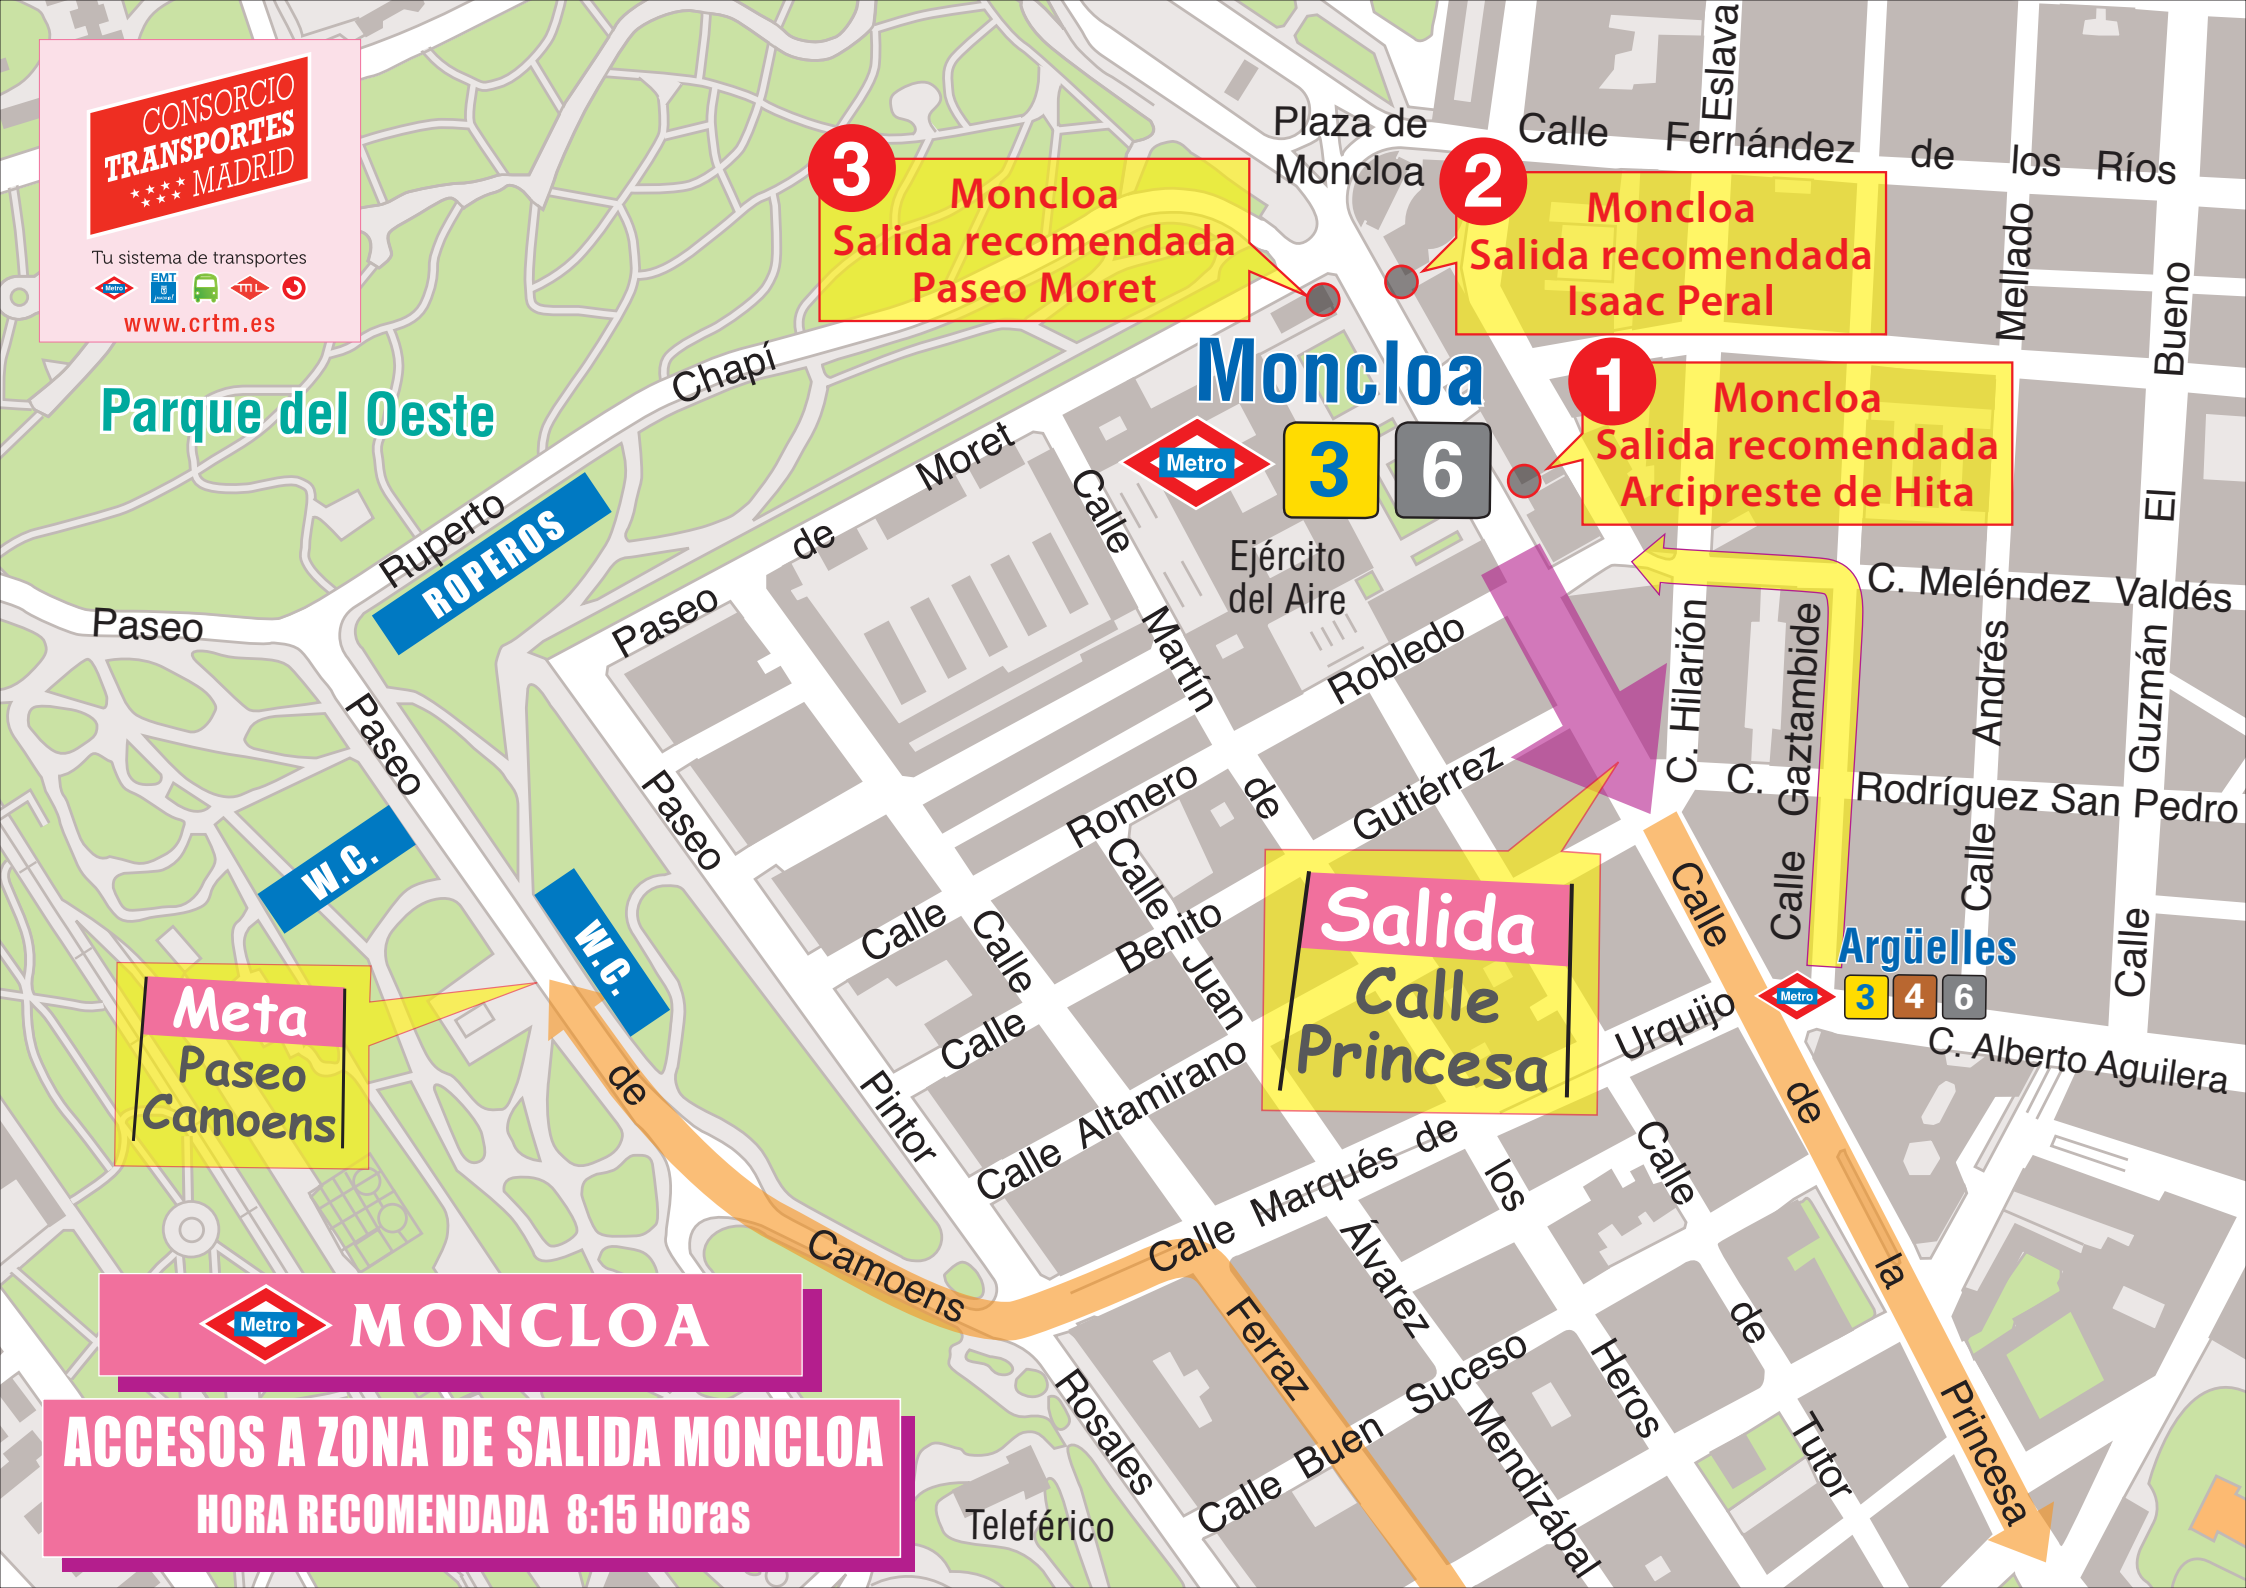 CONSORCIO
TRANSPORTES
MADRID
Tu sistema de transportes
Metro
EMT
www.crtm.es
Parque del Oeste
Plaza de
Moncloa
Calle Fernández de los Ríos
Eslava
3
Moncloa
Salida recomendada
Paseo Moret
2
Moncloa
Salida recomendada
Isaac Peral
1
Moncloa
Salida recomendada
Arcipreste de Hita
Moncloa
Metro
3
6
Ejército
del Aire
Mellado
Andrés
Calle
Bueno
El
Guzmán
Calle
C. Meléndez Valdés
C. Hilarión
Gaztambide
Calle
C. Rodríguez San Pedro
Paseo
Ruperto
Chapí
ROPEROS
Paseo
de
Moret
Calle
Martín
de
los
Heros
Robledo
Romero
Gutiérrez
Benito
Calle
Calle
Calle Altamirano
Calle
Juan
Álvarez
Mendizábal
Calle
Ferraz
Paseo
Pintor
Rosales
Paseo
de
Camoens
W.C.
W.C.
Meta
Paseo
Camoens
Salida
Calle
Princesa
Calle
de
la
Princesa
Argüelles
Metro
3
4
6
C. Alberto Aguilera
Calle Marqués de Urquijo
Calle
de
Tutor
Calle Buen Suceso
Teleférico
Metro
MONCLOA
ACCESOS A ZONA DE SALIDA MONCLOA
HORA RECOMENDADA 8:15 Horas